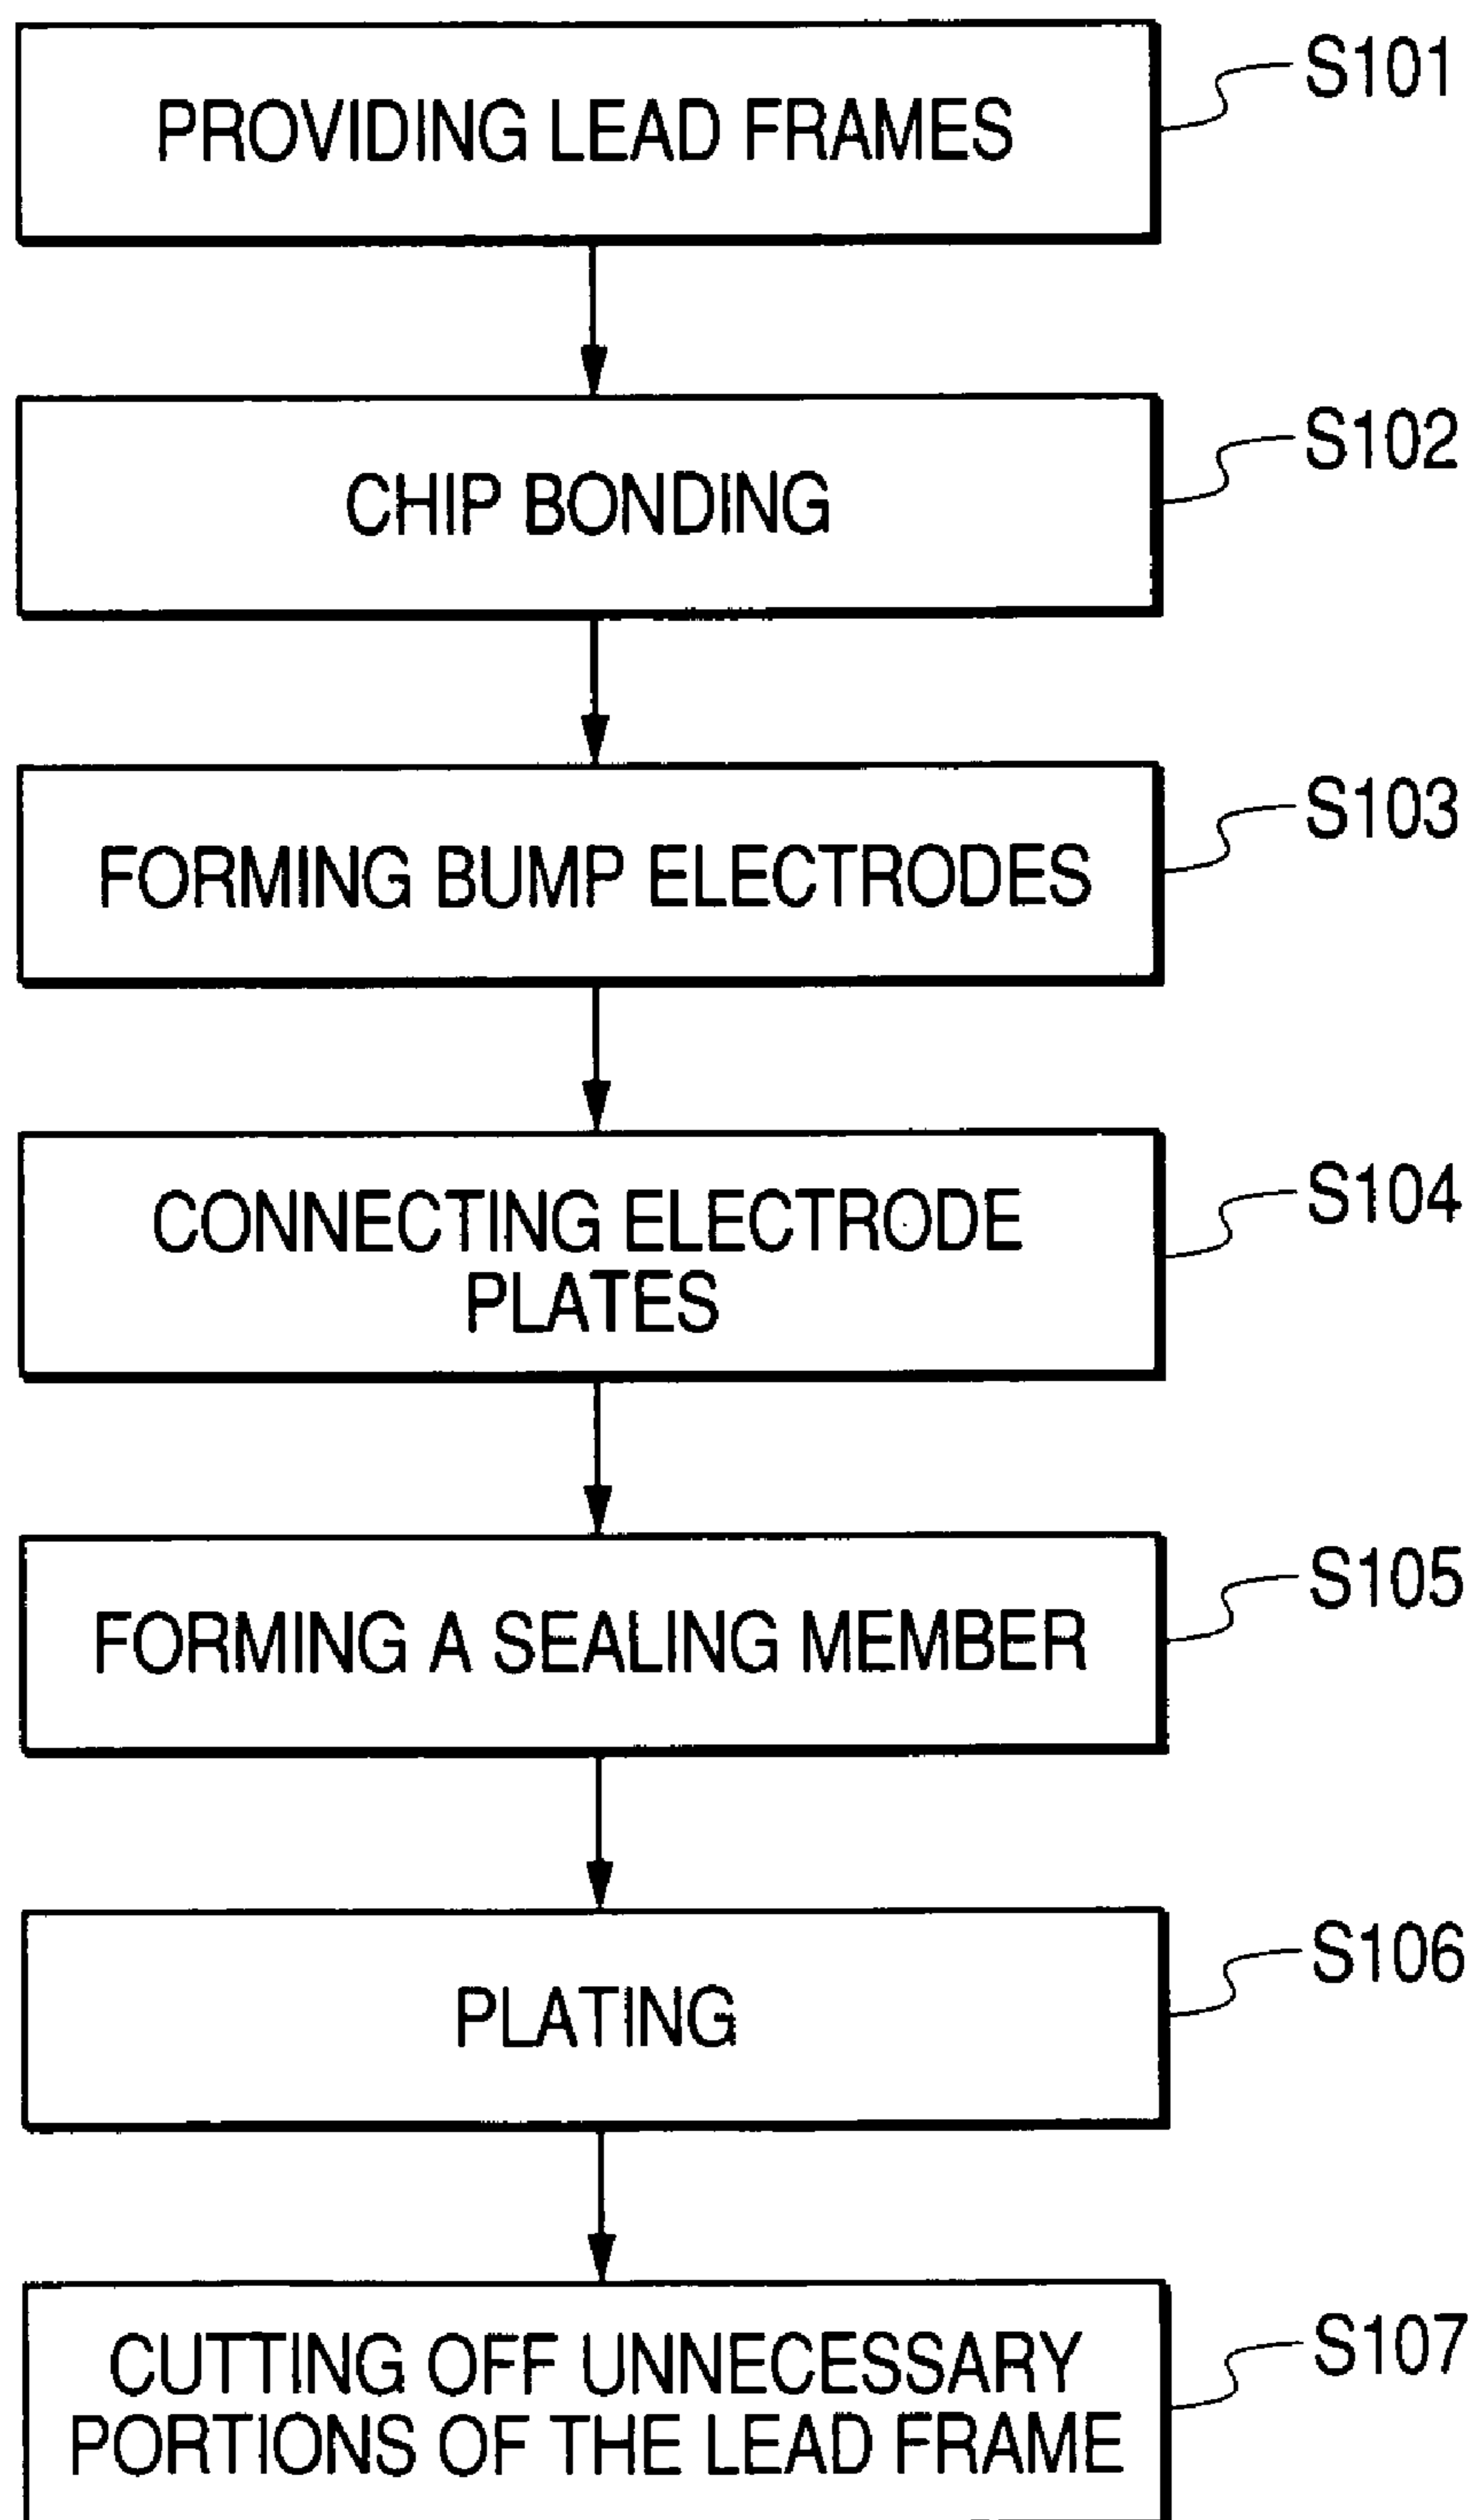 PROVIDING LEAD FRAMES
S101
CHIP BONDING
S102
FORMING BUMP ELECTRODES
S103
CONNECTING ELECTRODE
PLATES
S104
FORMING A SEALING MEMBER
S105
PLATING
S106
CUTTING OFF UNNECESSARY
PORTIONS OF THE LEAD FRAME
S107